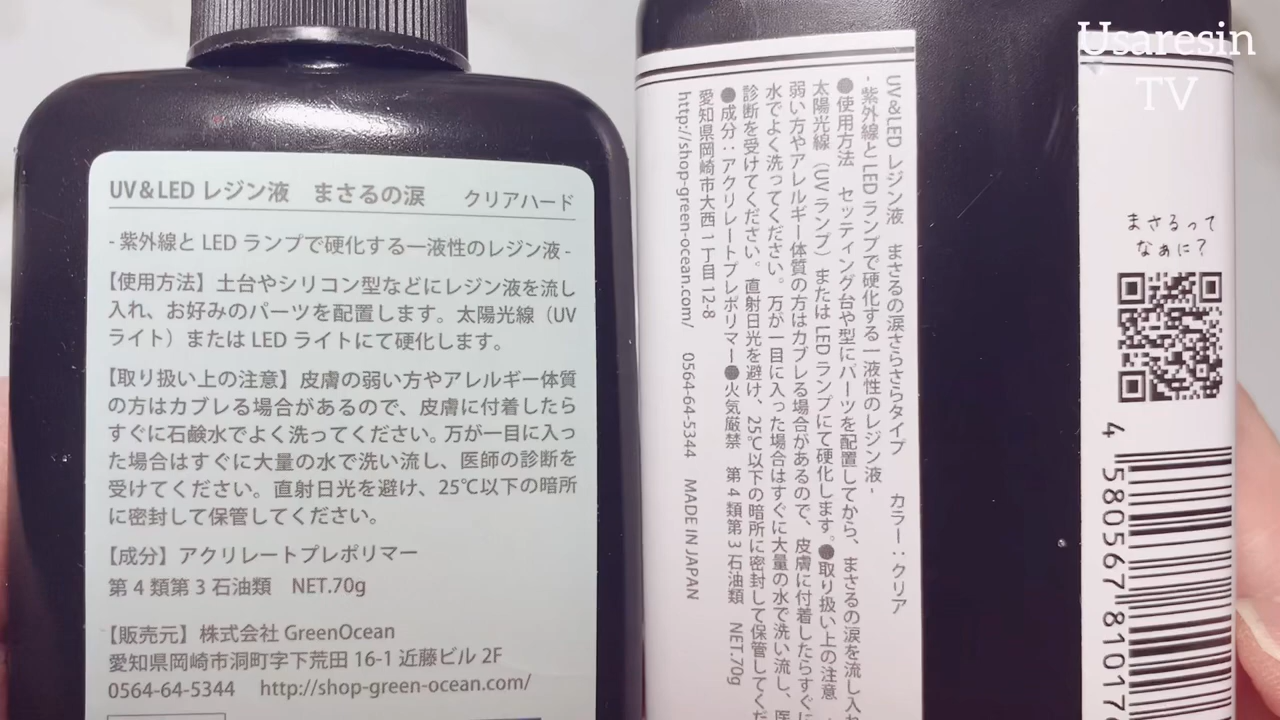 UV&LED レジン液　まさるの涙　クリアハード
- 紫外線と LED ランプで硬化する一液性のレジン液 -
【使用方法】土台やシリコン型などにレジン液を流し
入れ、お好みのパーツを配置します。太陽光線（UV
ライト）または LED ライトにて硬化します。
【取り扱い上の注意】皮膚の弱い方やアレルギー体質
の方はカブレる場合があるので、皮膚に付着したら
すぐに石鹸水でよく洗ってください。万が一目に入っ
た場合はすぐに大量の水で洗い流し、医師の診断を
受けてください。直射日光を避け、25℃以下の暗所
に密封して保管してください。
【成分】アクリレートプレポリマー
第 4 類第 3 石油類　NET.70g
【販売元】株式会社 GreenOcean
愛知県岡崎市洞町字下荒田 16-1 近藤ビル 2F
0564-64-5344　http://shop-green-ocean.com/
UV&LED レジン液　まさるの涙さらさらタイプ　カラー：クリア
- 紫外線と LED ランプで硬化する一液性のレジン液 -
●使用方法　セッティング台や型にパーツを配置してから、まさるの涙を流し入れ
太陽光線（UV ランプ）または LED ランプにて硬化します。●取り扱い上の注意
弱い方やアレルギー体質の方はカブレる場合があるので、皮膚に付着したらすぐに
水でよく洗ってください。万が一目に入った場合はすぐに大量の水で洗い流し、医
診断を受けてください。直射日光を避け、25℃以下の暗所に密封して保管してくだ
●成分：アクリレートプレポリマー●火気厳禁　第 4 類第 3 石油類　NET.70g
愛知県岡崎市大西 1 丁目 12-8
http://shop-green-ocean.com/　0564-64-5344　MADE IN JAPAN
Usaresin
TV
まさるって
なぁに？
4 580567 81017